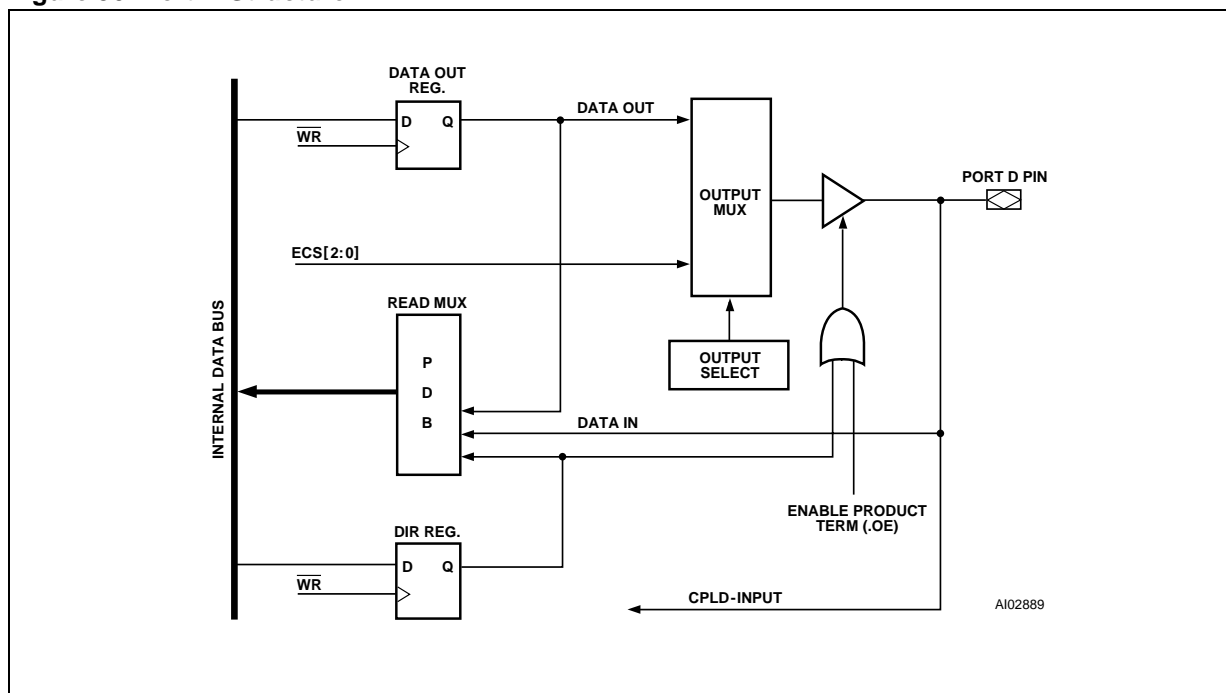 DATA OUT
REG.
D Q
WR
DATA OUT
OUTPUT
MUX
PORT D PIN
ECS[2:0]
READ MUX
P
D
B
INTERNAL DATA BUS
OUTPUT
SELECT
DATA IN
ENABLE PRODUCT
TERM (.OE)
DIR REG.
D Q
WR
CPLD-INPUT
AI02889